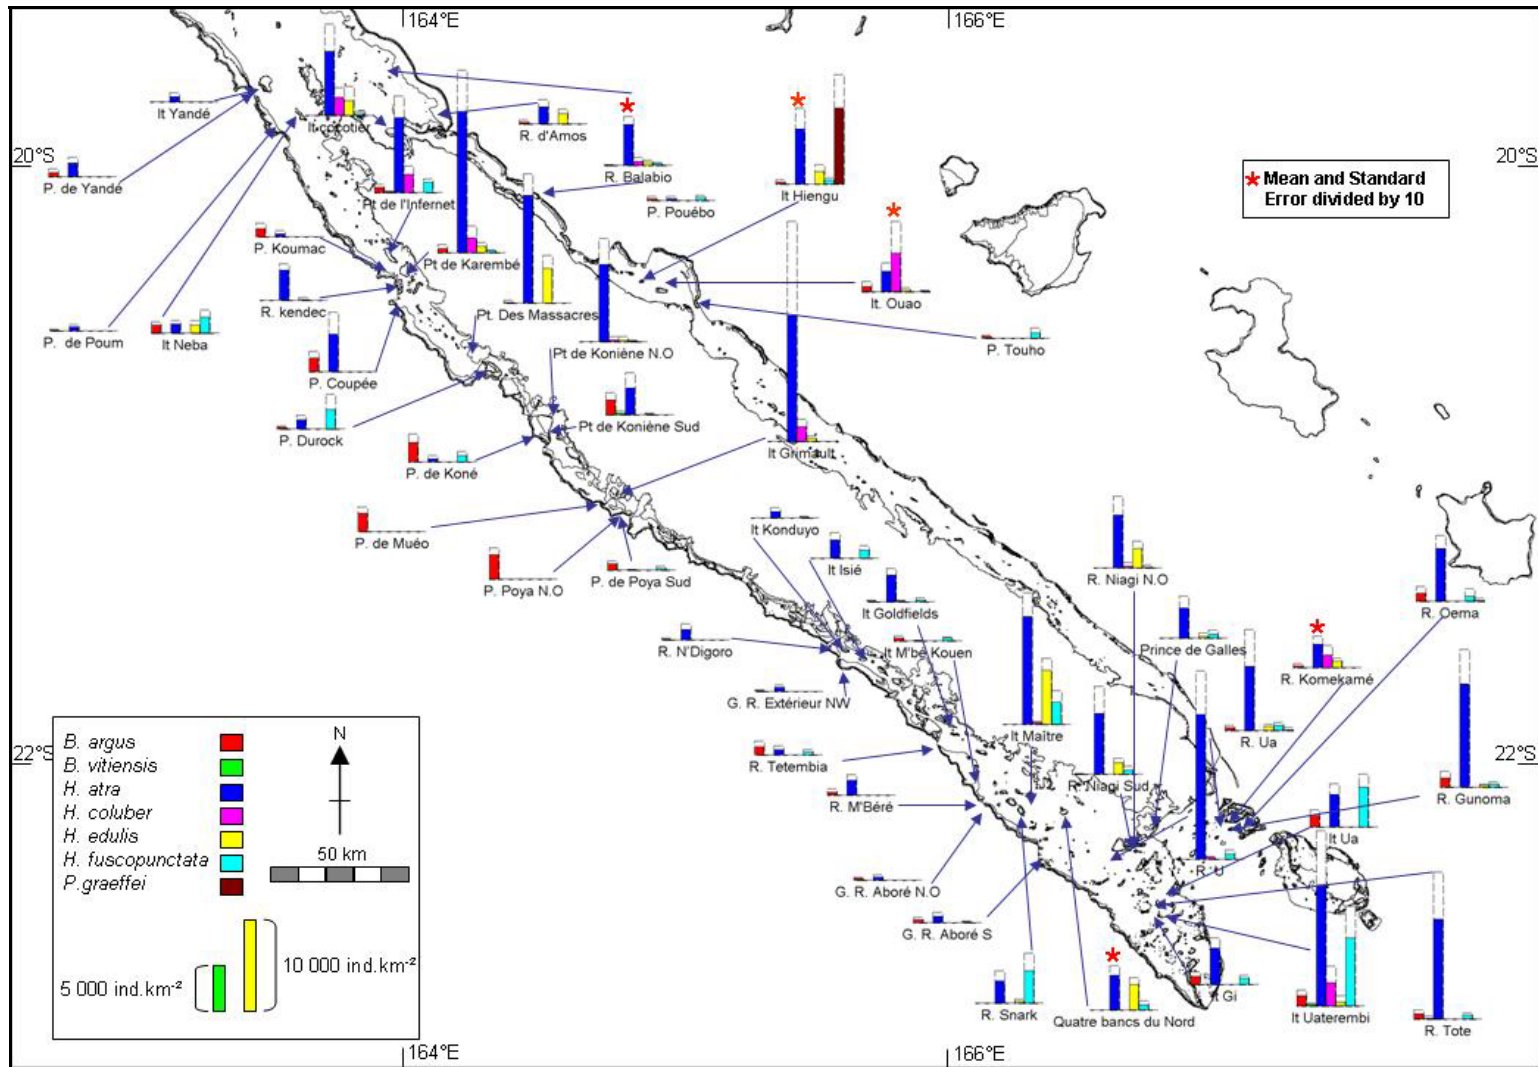 164°E
166°E
It Yandé
It cocotier
R. d'Amos
20°S
20°S
P. de Yandé
R. Balabio
Mean and Standard
Error divided by 10
Pt de l'Infernet
It Hiengu
P. Pouébo
P. Koumac
Pt de Karembé
R. kendec
It. Ouao
Pt. Des Massacres
P. de Poum
It Neba
Pt de Koniène N.O
P. Touho
P. Coupée
Pt de Koniène Sud
P. Durock
It Grimault
P. de Koné
It Konduyo
P. de Muéo
It Isié
P. Poya N.O
P. de Poya Sud
R. Niagi N.O
It Goldfields
R. Oema
R. N'Digoro
It M'bé Kouen
Prince de Galles
R. Komekamé
G. R. Extérieur NW
It Maître
R. Ua
22°S
22°S
R. Tetembia
R. Niagi Sud
R. M'Béré
R. Gunoma
It Ua
R. U
G. R. Aboré N.O
G. R. Aboré S
It Gi
R. Snark
Quatre bancs du Nord
It Uaterembi
R. Tote
B. argus
B. vitiensis
H. atra
H. coluber
H. edulis
H. fuscopunctata
P.graeffei
N
50 km
5 000 ind.km-²
10 000 ind.km-²
164°E
166°E